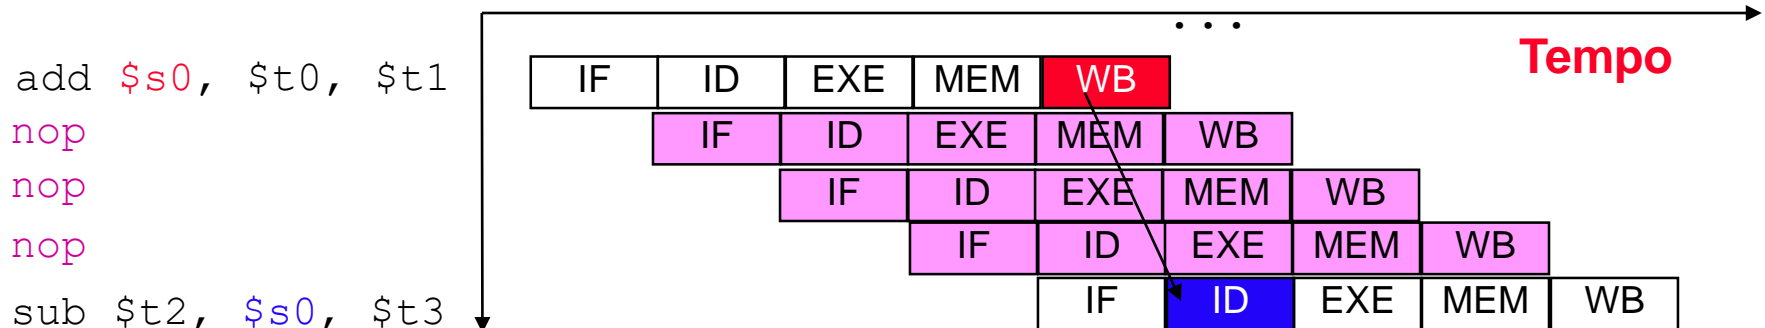 ...
Tempo
add $s0, $t0, $t1 IF ID EXE MEM WB
nop IF ID EXE MEM WB
nop IF ID EXE MEM WB
nop IF ID EXE MEM WB
sub $t2, $s0, $t3 IF ID EXE MEM WB